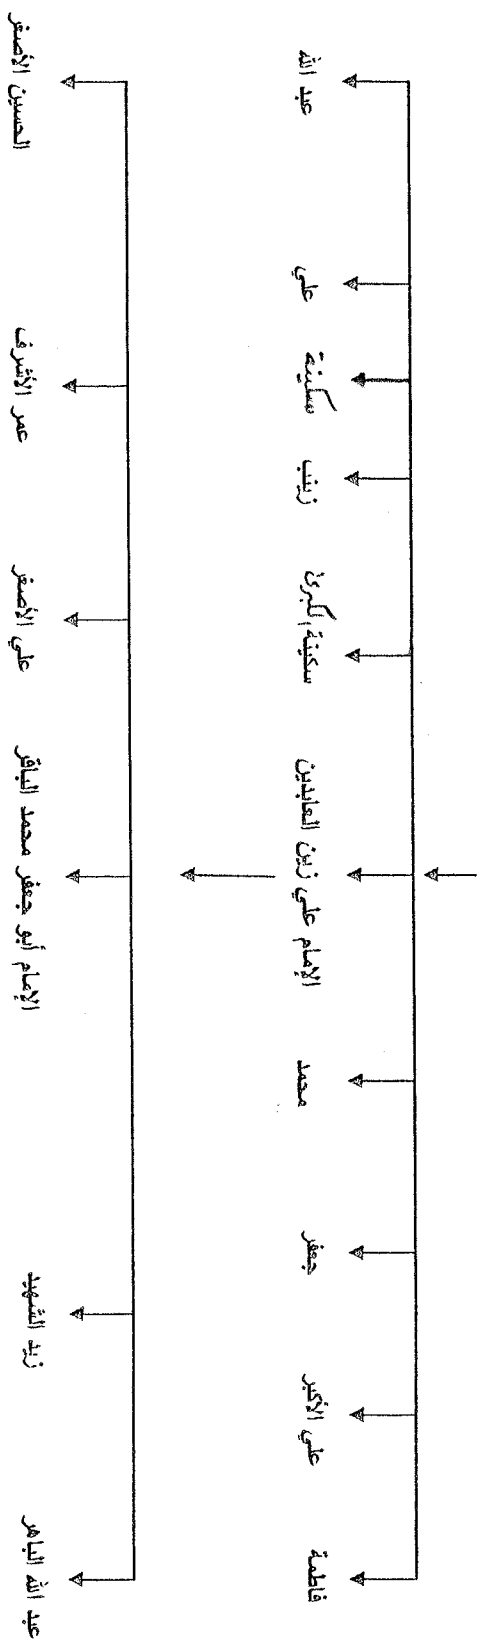 فاطمة علي الأكبر جعفر محمد الإمام علي زين العابدين سكينة الكبرى زينب سكينة علي عبد الله
عبد الله الباهر زيد الشهيد الإمام أبو جعفر محمد الباقر علي الأصغر عمر الأشرف الحسين الأصغر